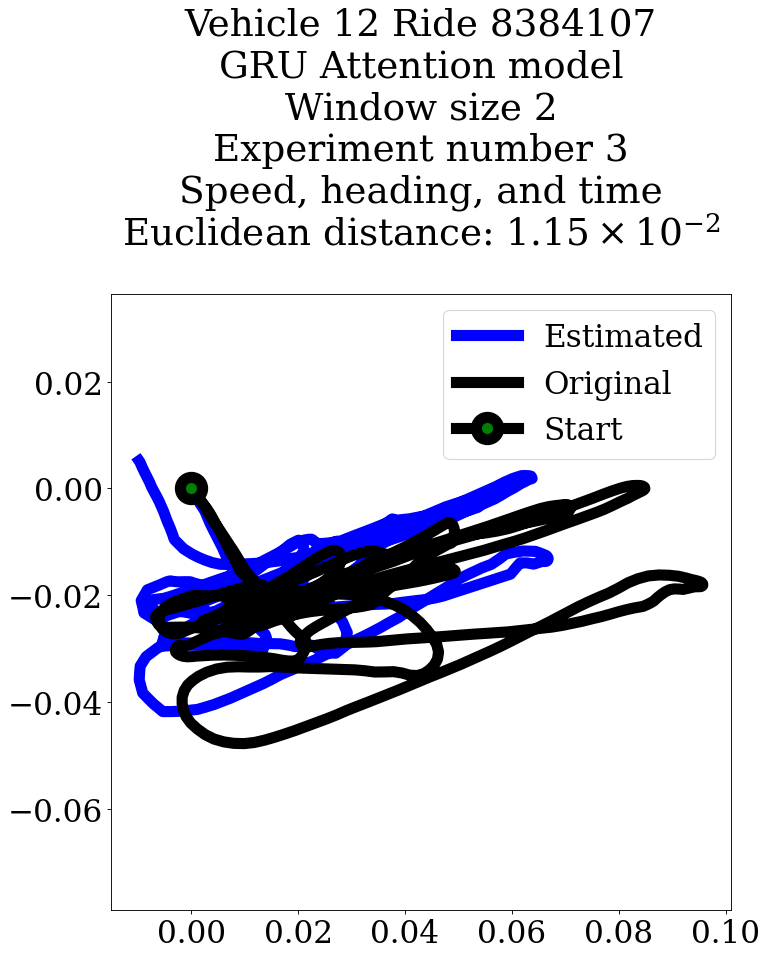 Vehicle 12 Ride 8384107
GRU Attention model
Window size 2
Experiment number 3
Speed, heading, and time
Euclidean distance: 1.15 × 10⁻²
Estimated
Original
Start
0.02
0.00
−0.02
−0.04
−0.06
0.00 0.02 0.04 0.06 0.08 0.10